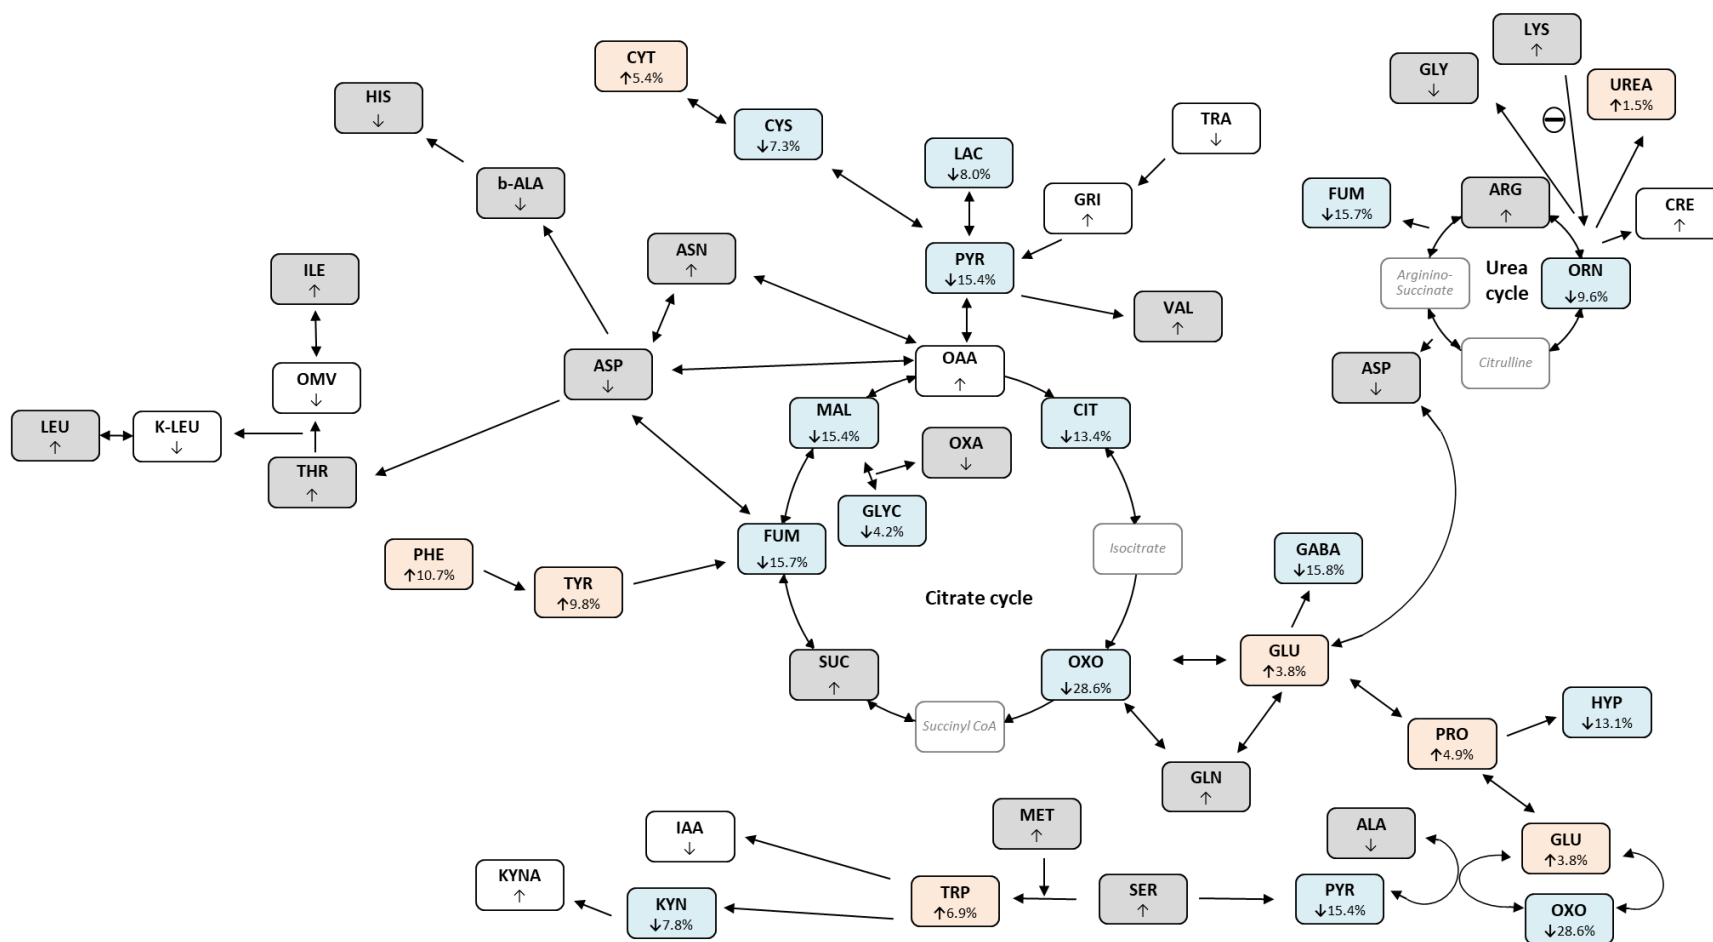 LYS
↑
CYT
↑5.4%
GLY
↓
UREA
↑1.5%
HIS
↓
CYS
↓7.3%
TRA
↓
LAC
↓8.0%
b-ALA
↓
GRI
↑
FUM
↓15.7%
ARG
↑
CRE
↑
ASN
↑
PYR
↓15.4%
ILE
↑
Arginino-
Succinate
Urea
cycle
ORN
↓9.6%
VAL
↑
ASP
↓
OAA
↑
Citrulline
ASP
↓
OMV
↓
MAL
↓15.4%
CIT
↓13.4%
LEU
↑
K-LEU
↓
OXA
↓
THR
↑
GLYC
↓4.2%
FUM
↓15.7%
Isocitrate
GABA
↓15.8%
PHE
↑10.7%
TYR
↑9.8%
Citrate cycle
SUC
↑
OXO
↓28.6%
GLU
↑3.8%
Succinyl CoA
HYP
↓13.1%
PRO
↑4.9%
GLN
↑
IAA
↓
MET
↑
ALA
↓
GLU
↑3.8%
KYNA
↑
KYN
↓7.8%
TRP
↑6.9%
SER
↑
PYR
↓15.4%
OXO
↓28.6%